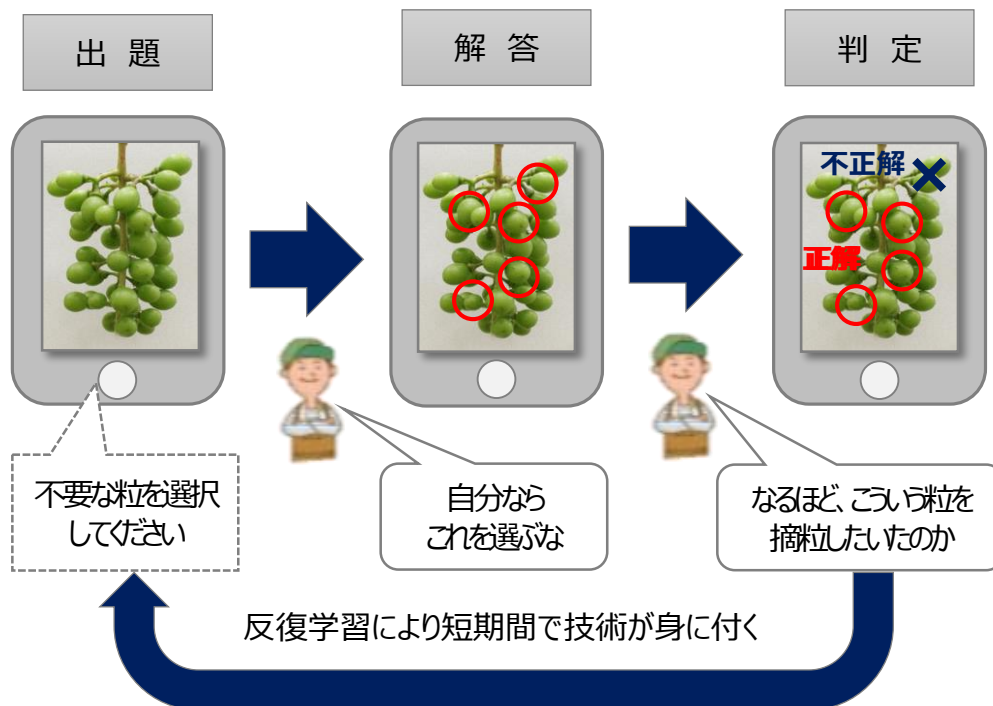 出 題
解 答
判 定
不正解
正解
不要な粒を選択
してください
自分なら
これを選ぶな
なるほど、こういう粒を
摘粒したいたのか
反復学習により短期間で技術が身に付く